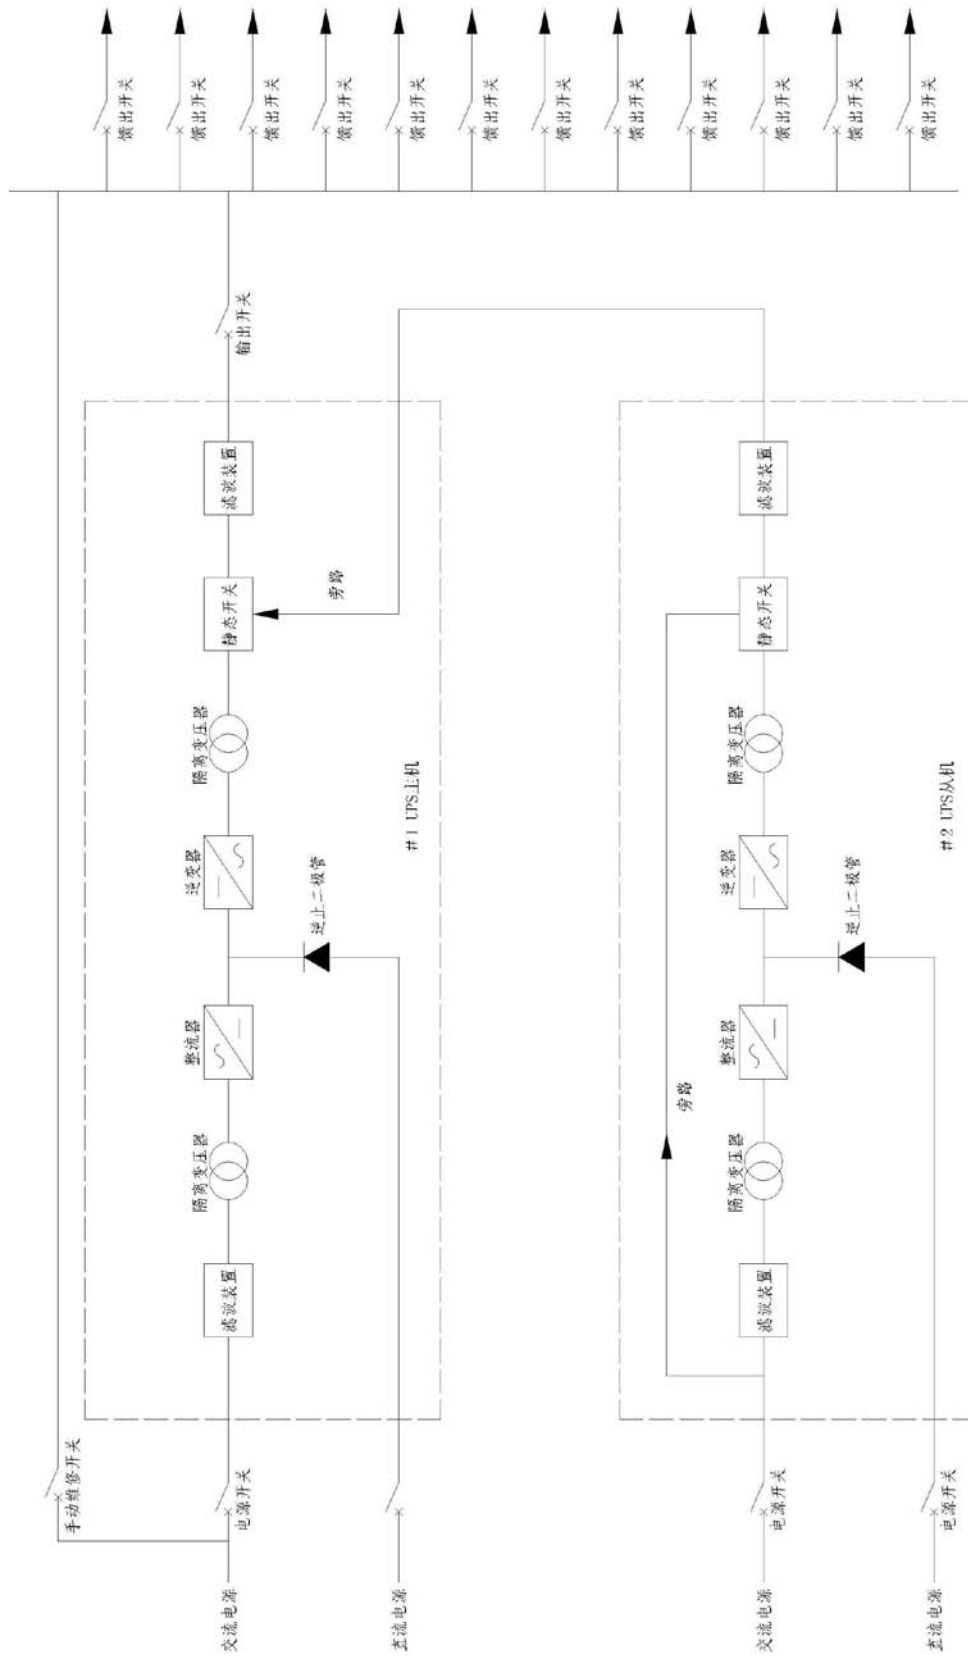 手动维修开关
交流电源
电源开关
滤波装置
隔离变压器
整流器
逆变器
隔离变压器
静态开关
滤波装置
输出开关
逆止二极管
旁路
直流电源
#1 UPS主机
交流电源
电源开关
滤波装置
隔离变压器
整流器
逆变器
隔离变压器
静态开关
滤波装置
旁路
逆止二极管
直流电源
电源开关
#2 UPS从机
馈出开关
馈出开关
馈出开关
馈出开关
馈出开关
馈出开关
馈出开关
馈出开关
馈出开关
馈出开关
馈出开关
馈出开关